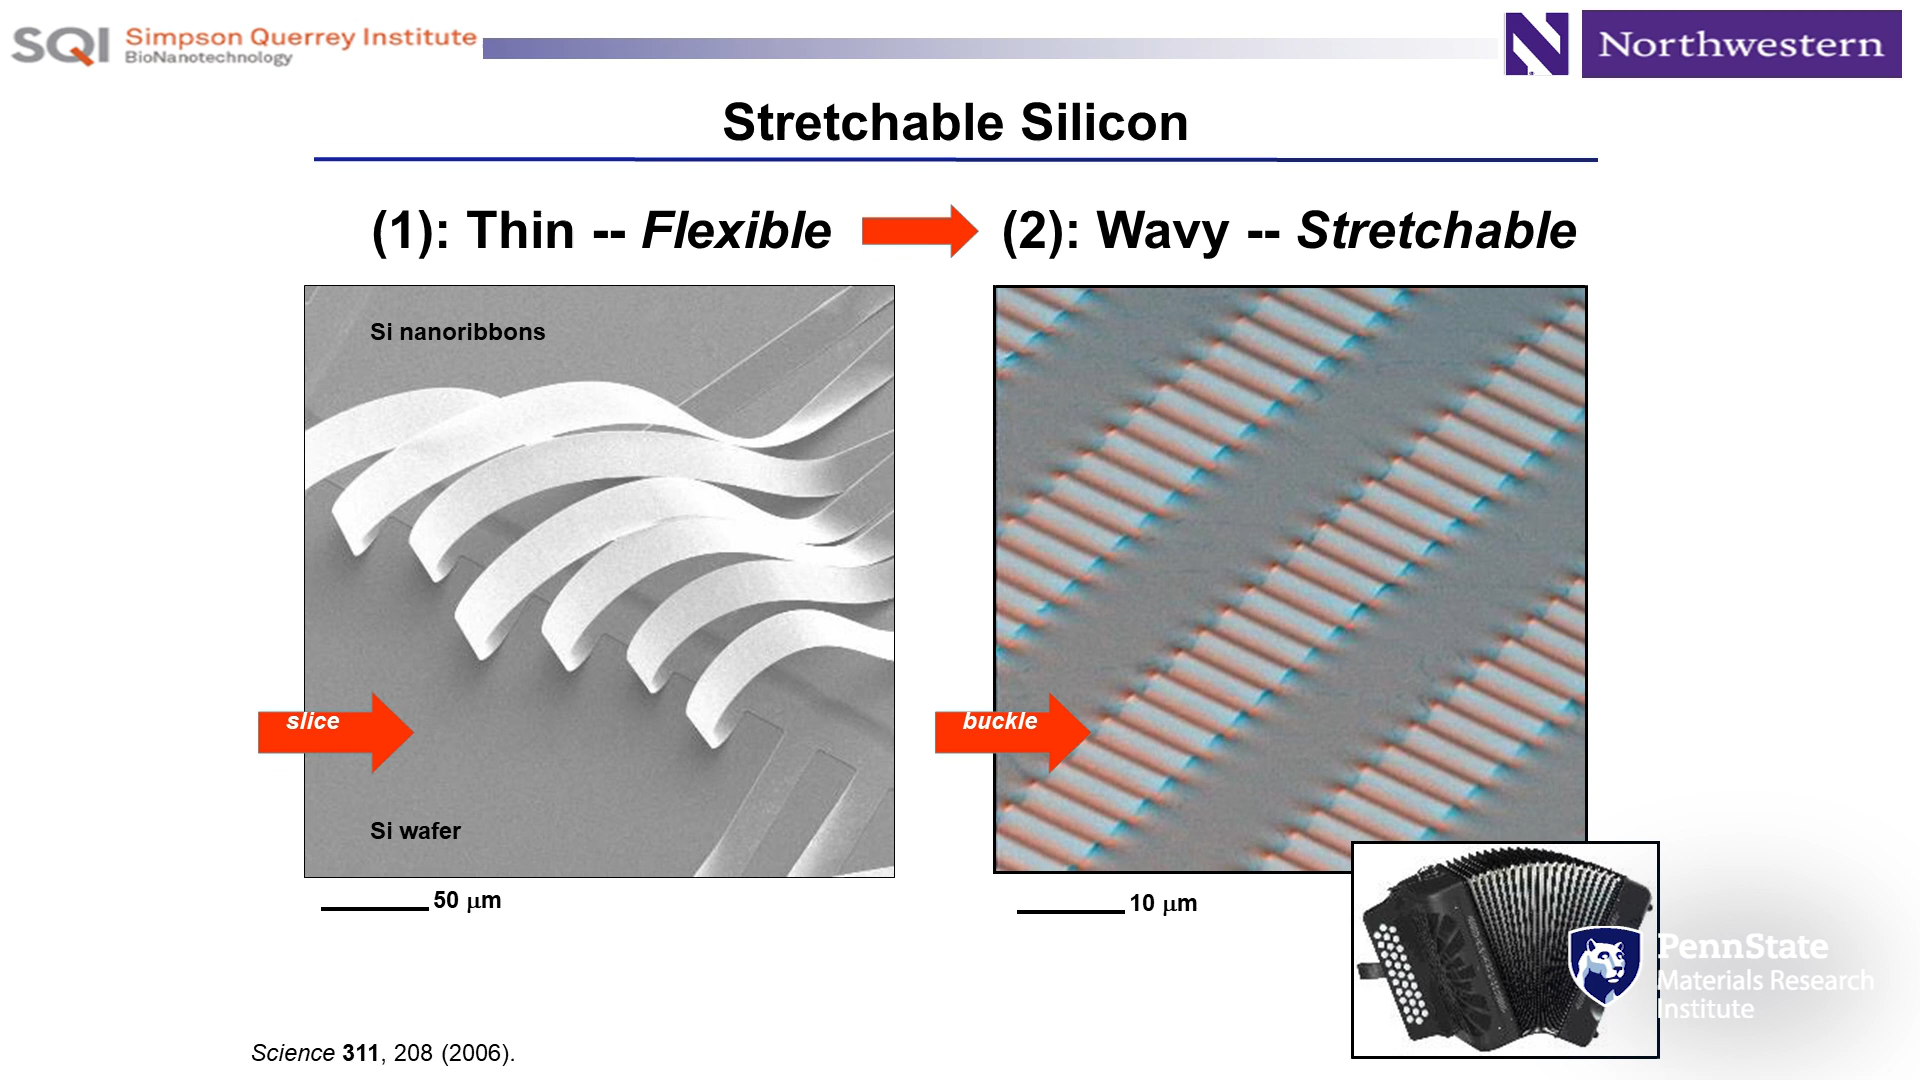 SQI Simpson Querrey Institute
BioNanotechnology
N Northwestern
Stretchable Silicon
(1): Thin -- Flexible
(2): Wavy -- Stretchable
Si nanoribbons
slice
buckle
Si wafer
50 μm
10 μm
PennState
Materials Research
Institute
Science 311, 208 (2006).